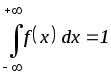 +∞
∫f(x) dx=1
-∞